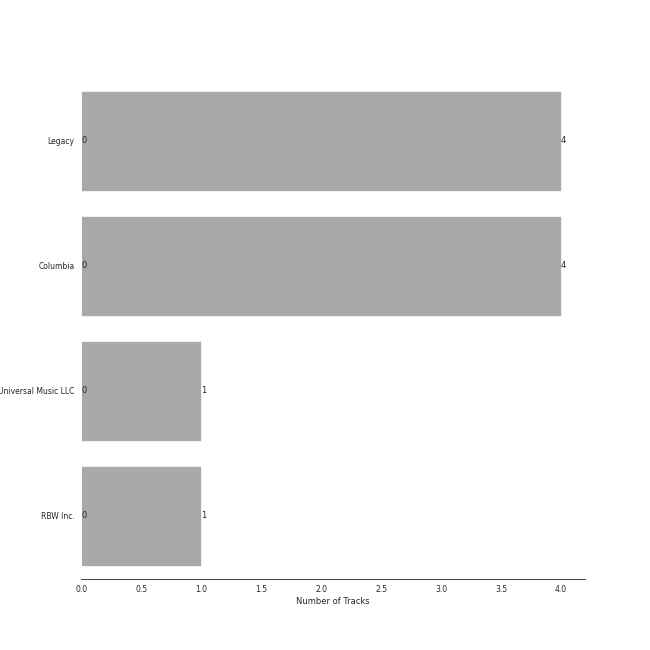 Legacy 0 4
Columbia 0 4
Universal Music LLC 0 1
RBW Inc. 0 1
0.0 0.5 1.0 1.5 2.0 2.5 3.0 3.5 4.0
Number of Tracks